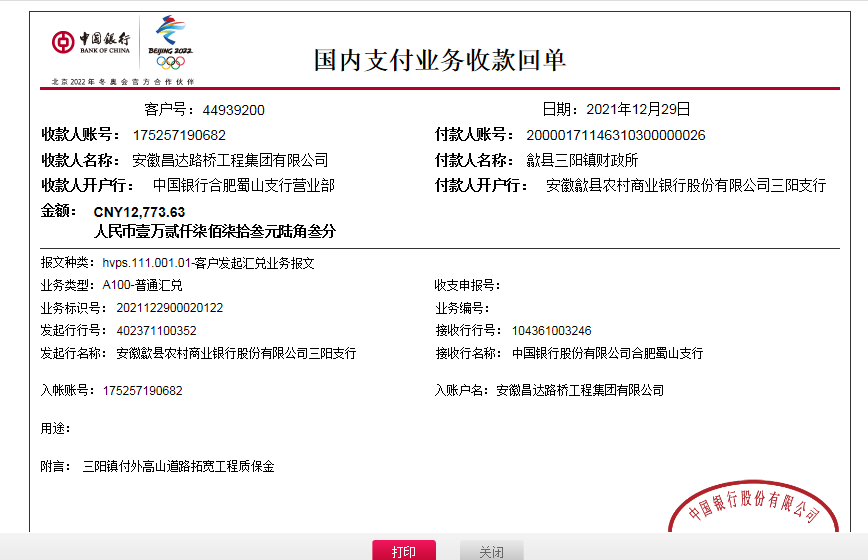 中国银行
BANK OF CHINA
BEIJING 2022
北京2022年冬奥会官方合作伙伴
国内支付业务收款回单
客户号：44939200 日期：2021年12月29日
收款人账号：175257190682 付款人账号：20000171146310300000026
收款人名称：安徽昌达路桥工程集团有限公司 付款人名称：歙县三阳镇财政所
收款人开户行：中国银行合肥蜀山支行营业部 付款人开户行：安徽歙县农村商业银行股份有限公司三阳支行
金额：CNY12,773.63
人民币壹万贰仟柒佰柒拾叁元陆角叁分
报文种类：hvps.111.001.01-客户发起汇兑业务报文
业务类型：A100-普通汇兑 收支申报号：
业务标识号：2021122900020122 业务编号：
发起行行号：402371100352 接收行行号：104361003246
发起行名称：安徽歙县农村商业银行股份有限公司三阳支行 接收行名称：中国银行股份有限公司合肥蜀山支行
入帐账号：175257190682 入账户名：安徽昌达路桥工程集团有限公司
用途：
附言：三阳镇付外高山道路拓宽工程质保金
中国银行股份有限公司
打印 关闭